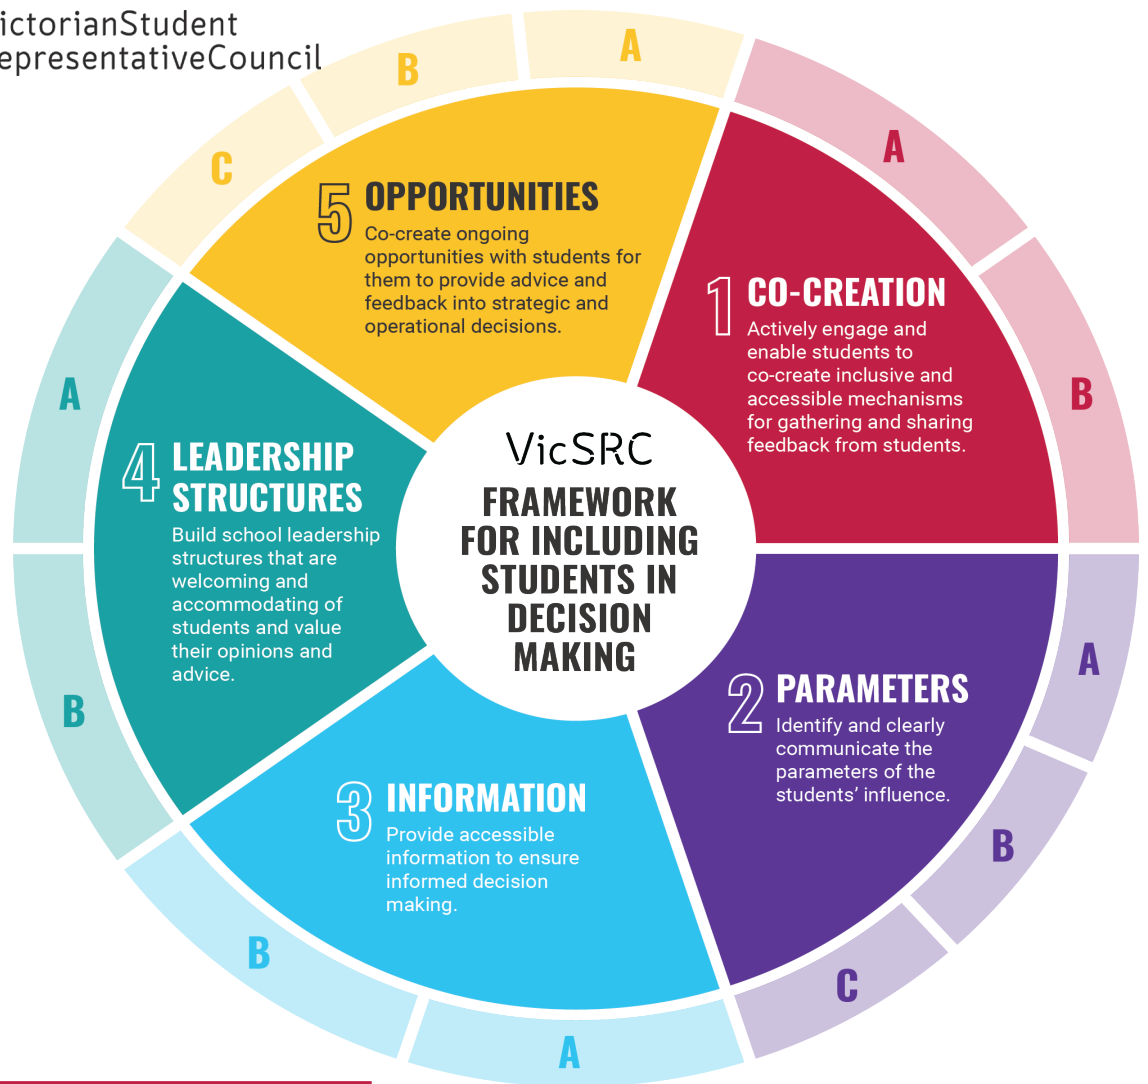 ictorianStudent
epresentativeCouncil
A
B
C
A
B
A
B
C
A
B
A
B
5 OPPORTUNITIES
Co-create ongoing
opportunities with students for
them to provide advice and
feedback into strategic and
operational decisions.
1 CO-CREATION
Actively engage and
enable students to
co-create inclusive and
accessible mechanisms
for gathering and sharing
feedback from students.
4 LEADERSHIP
STRUCTURES
Build school leadership
structures that are
welcoming and
accommodating of
students and value
their opinions and
advice.
VicSRC
FRAMEWORK
FOR INCLUDING
STUDENTS IN
DECISION
MAKING
2 PARAMETERS
Identify and clearly
communicate the
parameters of the
students’ influence.
3 INFORMATION
Provide accessible
information to ensure
informed decision
making.